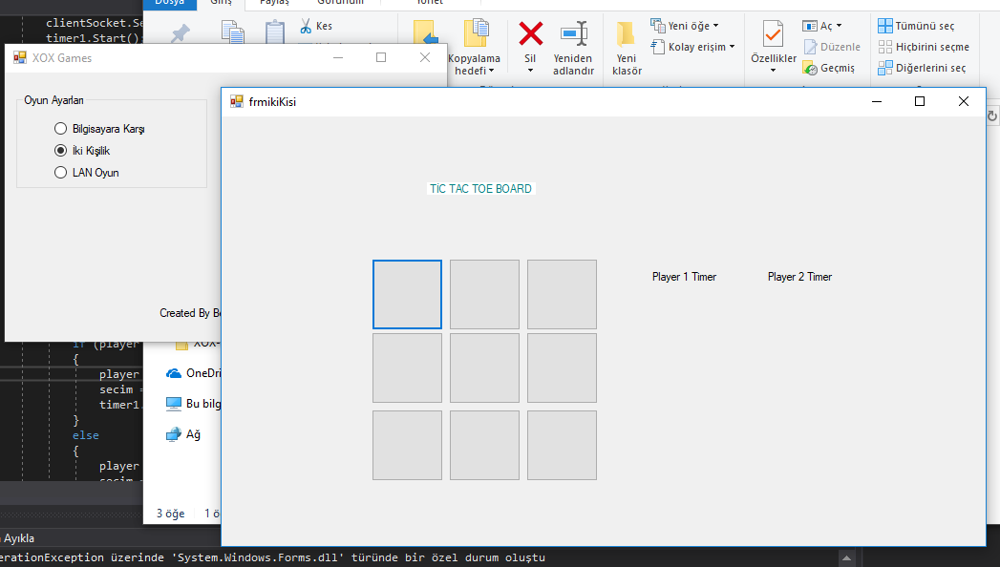 clientSocket.Se
timer1.Start();
Dosya Giriş Paylaş Görünüm Yönet
Kes
Kopyalama hedefi
Sil
Yeniden adlandır
Yeni klasör
Yeni öğe
Kolay erişim
Özellikler
Aç
Düzenle
Geçmiş
Tümünü seç
Hiçbirini seçme
Diğerlerini seç
XOX Games
Oyun Ayarları
Bilgisayara Karşı
İki Kişilik
LAN Oyun
Created By Be
frmikiKisi
TİC TAC TOE BOARD
Player 1 Timer
Player 2 Timer
if (player
{
player
secim =
timer1.
}
else
{
player
secim
XOX-
OneDri
Bu bilg
Ağ
3 öğe 1 ö
Ayıkla
erationException üzerinde 'System.Windows.Forms.dll' türünde bir özel durum oluştu